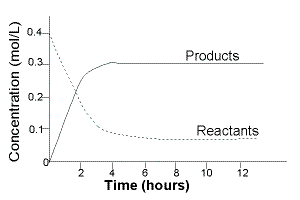 Concentration (mol/L)
0.4
0.3
0.2
0.1
0
Products
Reactants
2 4 6 8 10 12
Time (hours)